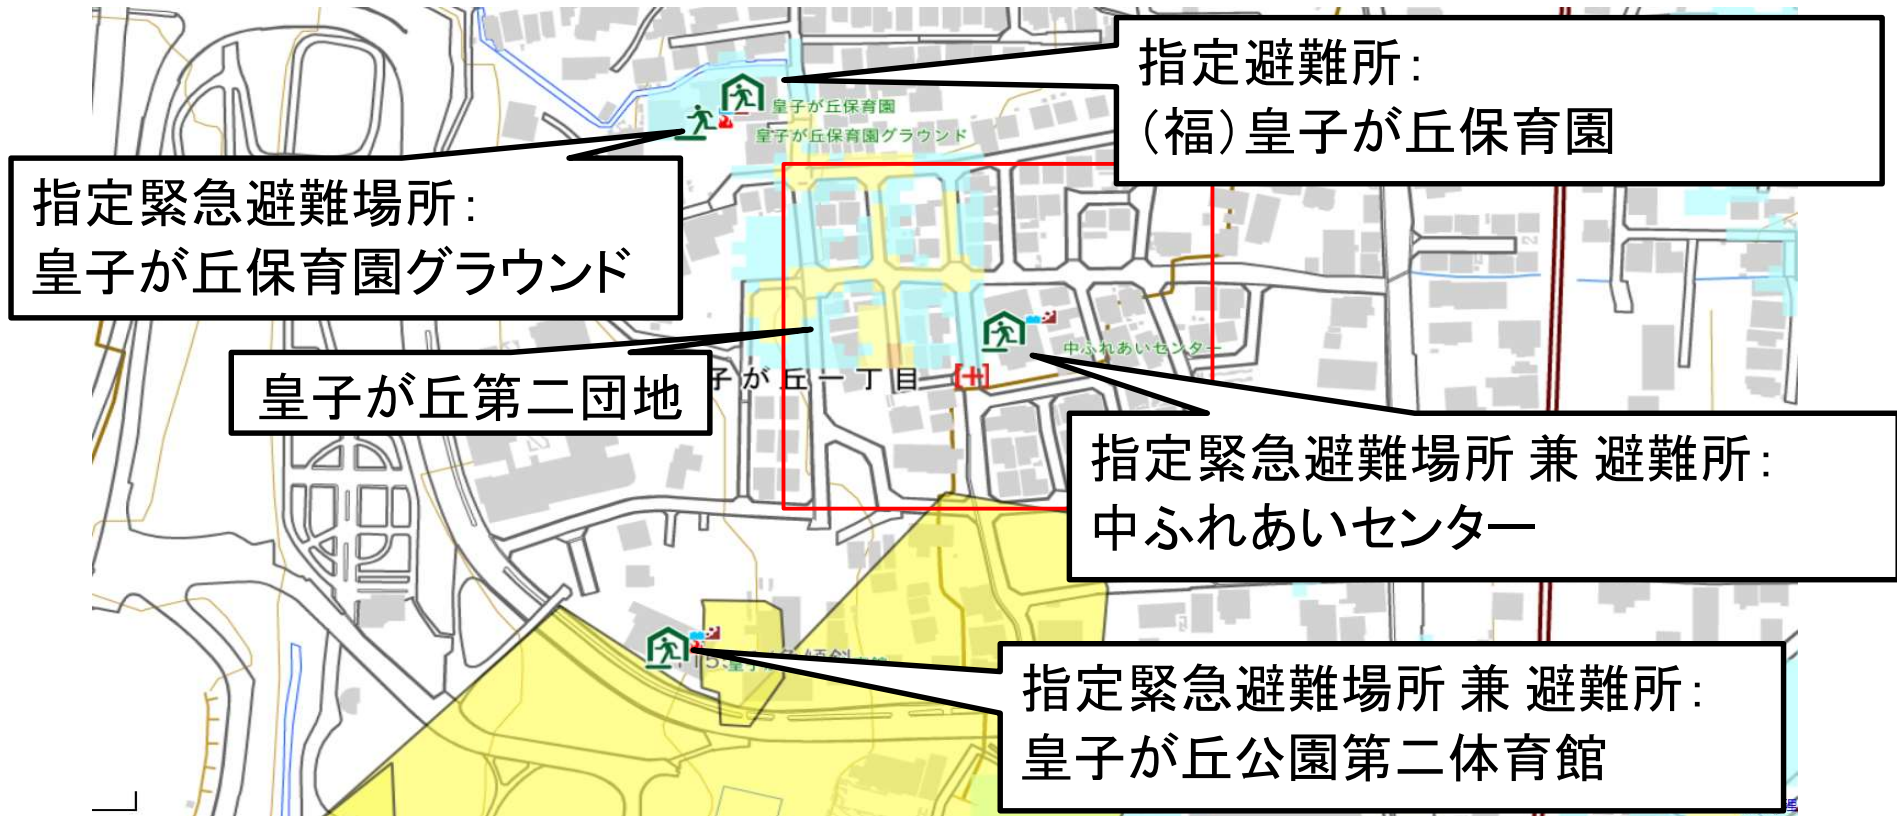 指定避難所:
(福)皇子が丘保育園
皇子が丘保育園
皇子が丘保育園グラウンド
指定緊急避難場所:
皇子が丘保育園グラウンド
中ふれあいセンター
皇子が丘第二団地
子が丘一丁目
指定緊急避難場所 兼 避難所:
中ふれあいセンター
指定緊急避難場所 兼 避難所:
皇子が丘公園第二体育館